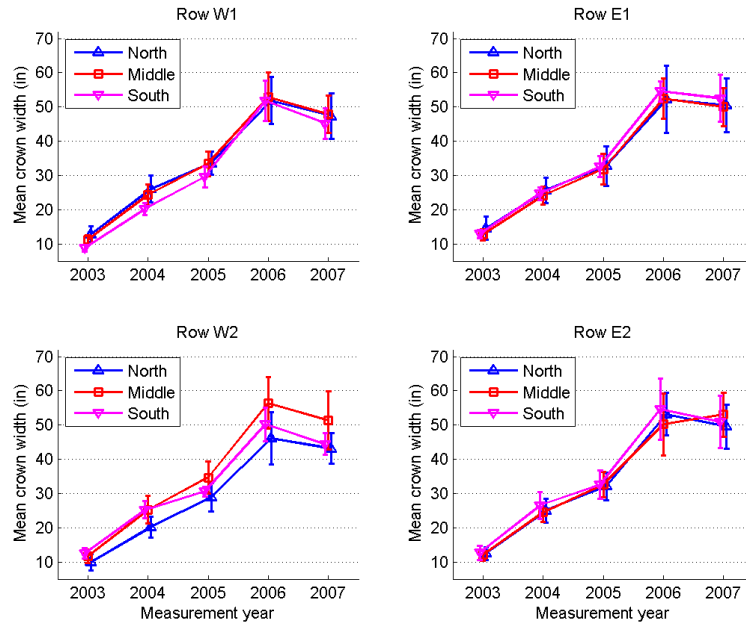 Row W1
70
60
50
40
30
20
10
Mean crown width (in)
North
Middle
South
2003 2004 2005 2006 2007
Row E1
70
60
50
40
30
20
10
Mean crown width (in)
North
Middle
South
2003 2004 2005 2006 2007
Row W2
70
60
50
40
30
20
10
Mean crown width (in)
North
Middle
South
2003 2004 2005 2006 2007
Measurement year
Row E2
70
60
50
40
30
20
10
Mean crown width (in)
North
Middle
South
2003 2004 2005 2006 2007
Measurement year